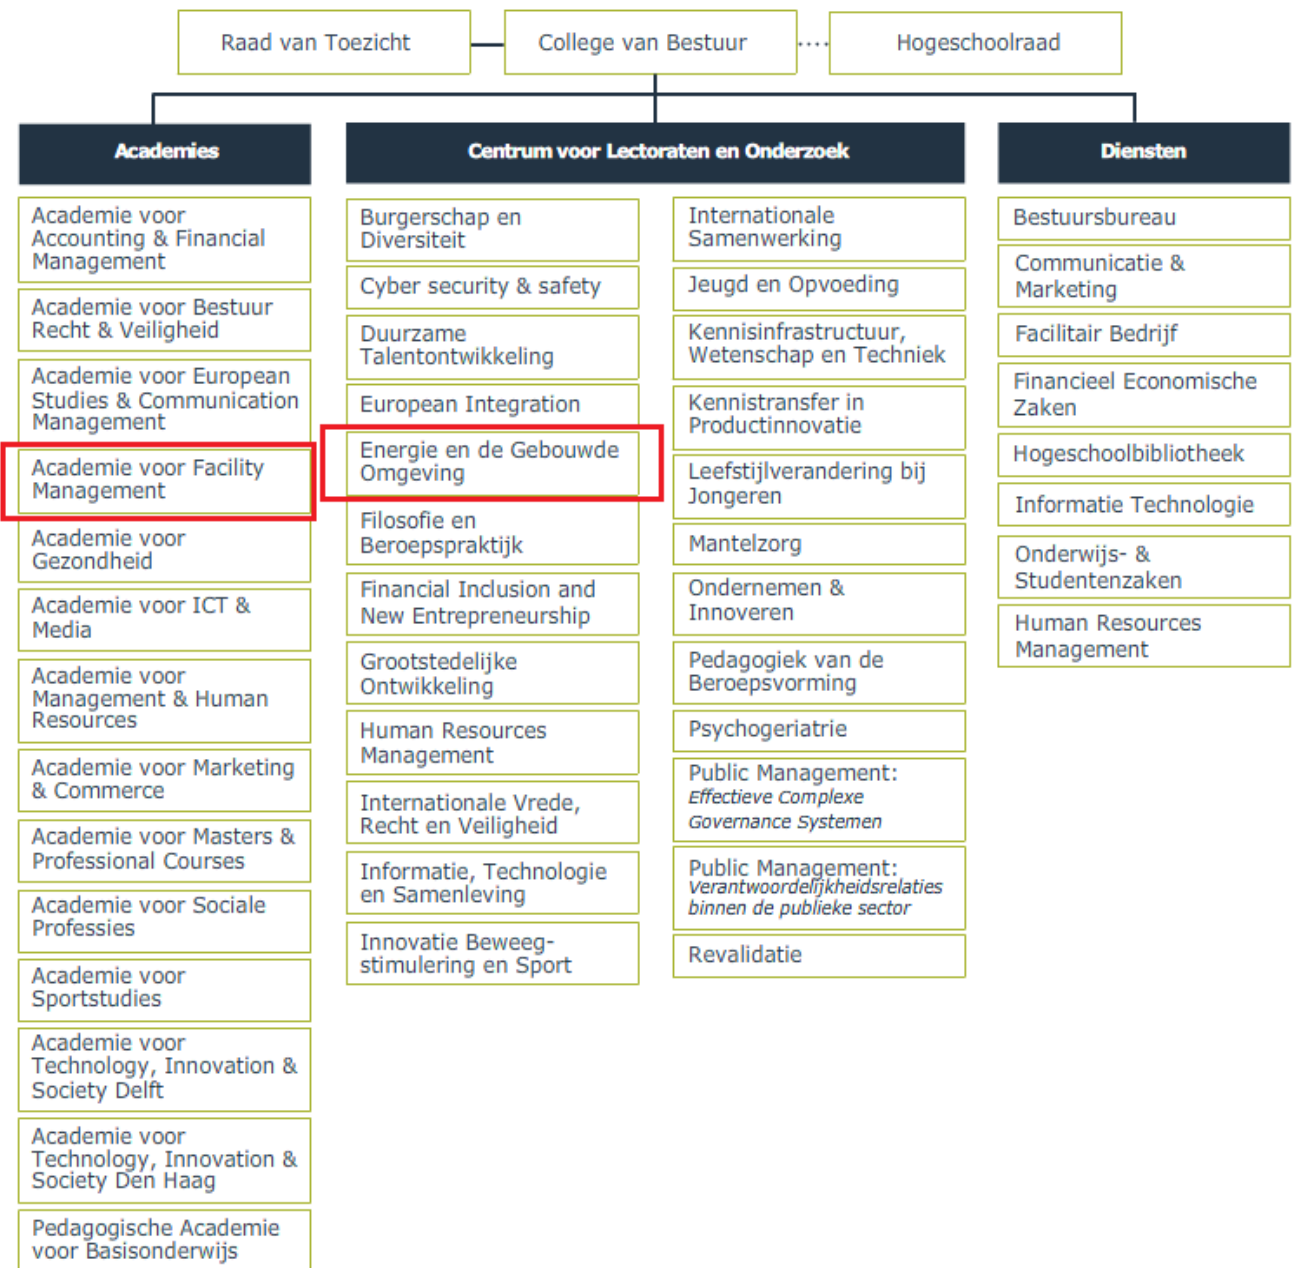 Raad van Toezicht
College van Bestuur
Hogeschoolraad
Academies
Academie voor
Accounting & Financial
Management
Academie voor Bestuur
Recht & Veiligheid
Academie voor European
Studies & Communication
Management
Academie voor Facility
Management
Academie voor
Gezondheid
Academie voor ICT &
Media
Academie voor
Management & Human
Resources
Academie voor Marketing
& Commerce
Academie voor Masters &
Professional Courses
Academie voor Sociale
Professies
Academie voor
Sportstudies
Academie voor
Technology, Innovation &
Society Delft
Academie voor
Technology, Innovation &
Society Den Haag
Pedagogische Academie
voor Basisonderwijs
Centrum voor Lectoraten en Onderzoek
Burgerschap en
Diversiteit
Cyber security & safety
Duurzame
Talentontwikkeling
European Integration
Energie en de Gebouwde
Omgeving
Filosofie en
Beroepspraktijk
Financial Inclusion and
New Entrepreneurship
Grootstedelijke
Ontwikkeling
Human Resources
Management
Internationale Vrede,
Recht en Veiligheid
Informatie, Technologie
en Samenleving
Innovatie Beweeg-
stimulering en Sport
Internationale
Samenwerking
Jeugd en Opvoeding
Kennisinfrastructuur,
Wetenschap en Techniek
Kennistransfer in
Productinnovatie
Leefstijlverandering bij
Jongeren
Mantelzorg
Ondernemen &
Innoveren
Pedagogiek van de
Beroepsvorming
Psychogeriatrie
Public Management:
Effectieve Complexe
Governance Systemen
Public Management:
Verantwoordelijkheidsrelaties
binnen de publieke sector
Revalidatie
Diensten
Bestuursbureau
Communicatie &
Marketing
Facilitair Bedrijf
Financieel Economische
Zaken
Hogeschoolbibliotheek
Informatie Technologie
Onderwijs- &
Studentenzaken
Human Resources
Management